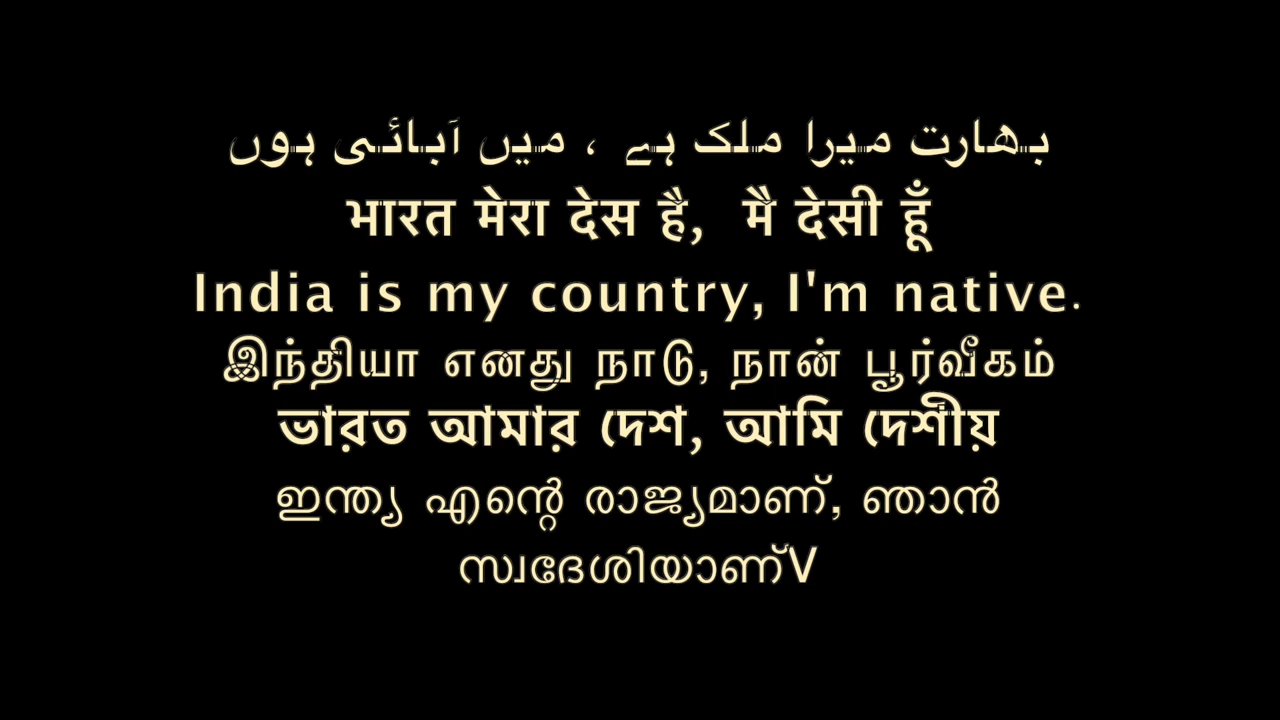 بھارت میرا ملک ہے ، میں آبائی ہوں
भारत मेरा देस है, मै देसी हूँ
India is my country, I'm native.
இந்தியா எனது நாடு, நான் பூர்வீகம்
ভারত আমার দেশ, আমি দেশীয়
ഇന്ത്യ എന്റെ രാജ്യമാണ്, ഞാൻ
സ്വദേശിയാണ്V